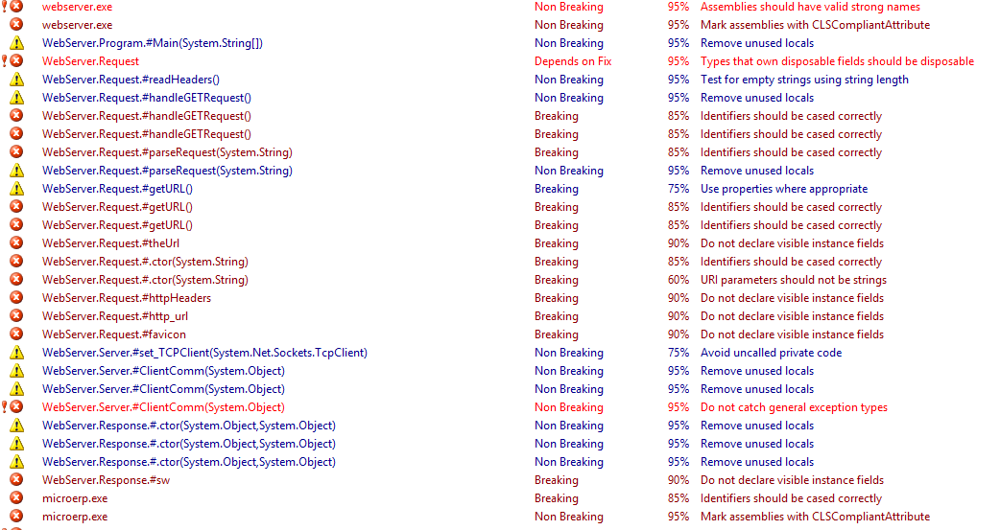 webserver.exe Non Breaking 95% Assemblies should have valid strong names
webserver.exe Non Breaking 95% Mark assemblies with CLSCompliantAttribute
WebServer.Program.#Main(System.String[]) Non Breaking 95% Remove unused locals
WebServer.Request Depends on Fix 95% Types that own disposable fields should be disposable
WebServer.Request.#readHeaders() Non Breaking 95% Test for empty strings using string length
WebServer.Request.#handleGETRequest() Non Breaking 95% Remove unused locals
WebServer.Request.#handleGETRequest() Breaking 85% Identifiers should be cased correctly
WebServer.Request.#handleGETRequest() Breaking 85% Identifiers should be cased correctly
WebServer.Request.#parseRequest(System.String) Breaking 85% Identifiers should be cased correctly
WebServer.Request.#parseRequest(System.String) Non Breaking 95% Remove unused locals
WebServer.Request.#getURL() Breaking 75% Use properties where appropriate
WebServer.Request.#getURL() Breaking 85% Identifiers should be cased correctly
WebServer.Request.#getURL() Breaking 85% Identifiers should be cased correctly
WebServer.Request.#theUrl Breaking 90% Do not declare visible instance fields
WebServer.Request.#.ctor(System.String) Breaking 85% Identifiers should be cased correctly
WebServer.Request.#.ctor(System.String) Breaking 60% URI parameters should not be strings
WebServer.Request.#httpHeaders Breaking 90% Do not declare visible instance fields
WebServer.Request.#http_url Breaking 90% Do not declare visible instance fields
WebServer.Request.#favicon Breaking 90% Do not declare visible instance fields
WebServer.Server.#set_TCPClient(System.Net.Sockets.TcpClient) Non Breaking 75% Avoid uncalled private code
WebServer.Server.#ClientComm(System.Object) Non Breaking 95% Remove unused locals
WebServer.Server.#ClientComm(System.Object) Non Breaking 95% Remove unused locals
WebServer.Server.#ClientComm(System.Object) Non Breaking 95% Do not catch general exception types
WebServer.Response.#.ctor(System.Object,System.Object) Non Breaking 95% Remove unused locals
WebServer.Response.#.ctor(System.Object,System.Object) Non Breaking 95% Remove unused locals
WebServer.Response.#.ctor(System.Object,System.Object) Non Breaking 95% Remove unused locals
WebServer.Response.#sw Breaking 90% Do not declare visible instance fields
microerp.exe Breaking 85% Identifiers should be cased correctly
microerp.exe Non Breaking 95% Mark assemblies with CLSCompliantAttribute